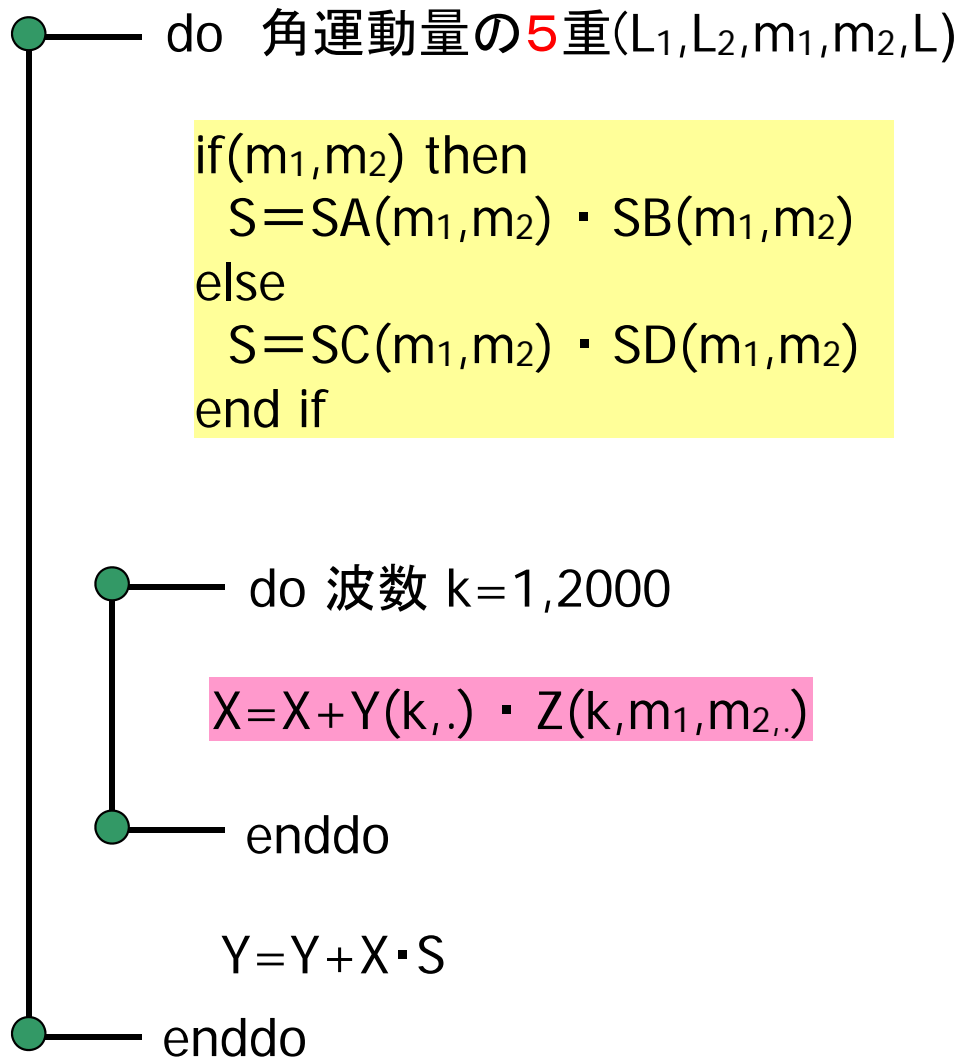 do 角運動量の5重(L₁,L₂,m₁,m₂,L)
if(m₁,m₂) then
S=SA(m₁,m₂)・SB(m₁,m₂)
else
S=SC(m₁,m₂)・SD(m₁,m₂)
end if
do 波数 k=1,2000
X=X+Y(k,.)・Z(k,m₁,m₂,.)
enddo
Y=Y+X・S
enddo